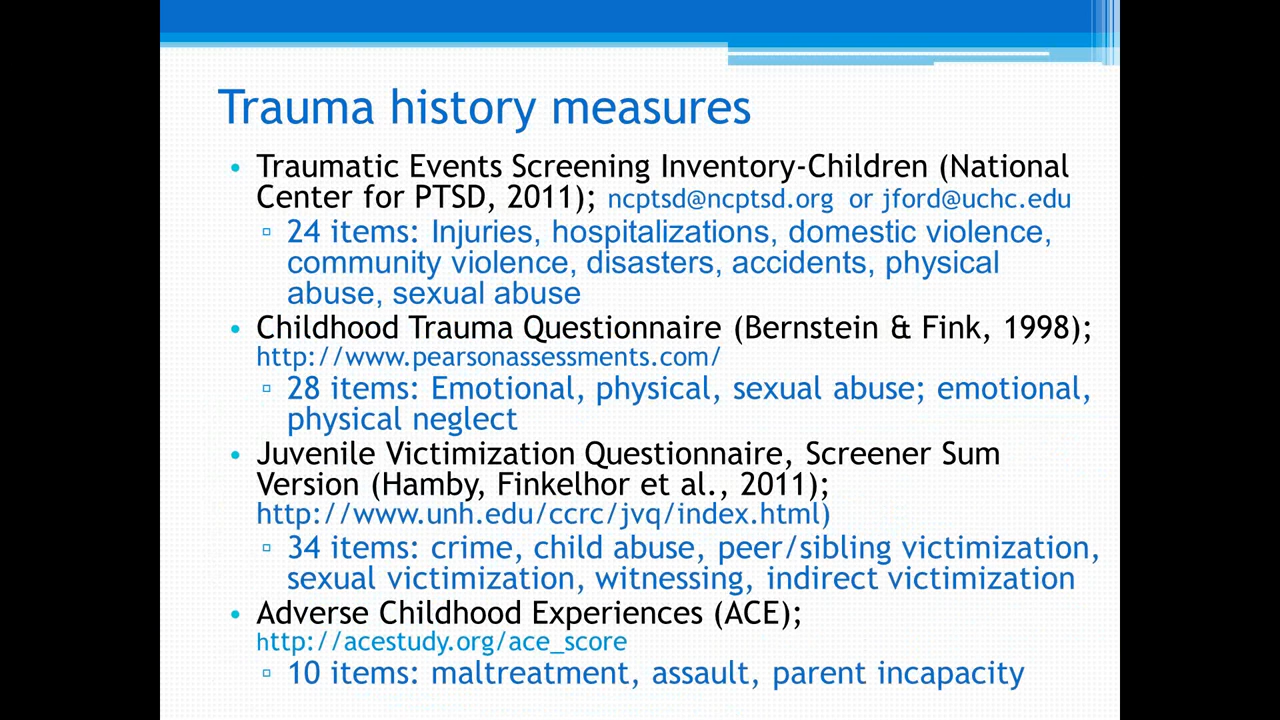 Trauma history measures
• Traumatic Events Screening Inventory-Children (National
Center for PTSD, 2011); ncptsd@ncptsd.org or jford@uchc.edu
▫ 24 items: Injuries, hospitalizations, domestic violence,
community violence, disasters, accidents, physical
abuse, sexual abuse
• Childhood Trauma Questionnaire (Bernstein & Fink, 1998);
http://www.pearsonassessments.com/
▫ 28 items: Emotional, physical, sexual abuse; emotional,
physical neglect
• Juvenile Victimization Questionnaire, Screener Sum
Version (Hamby, Finkelhor et al., 2011);
http://www.unh.edu/ccrc/jvq/index.html)
▫ 34 items: crime, child abuse, peer/sibling victimization,
sexual victimization, witnessing, indirect victimization
• Adverse Childhood Experiences (ACE);
http://acestudy.org/ace_score
▫ 10 items: maltreatment, assault, parent incapacity